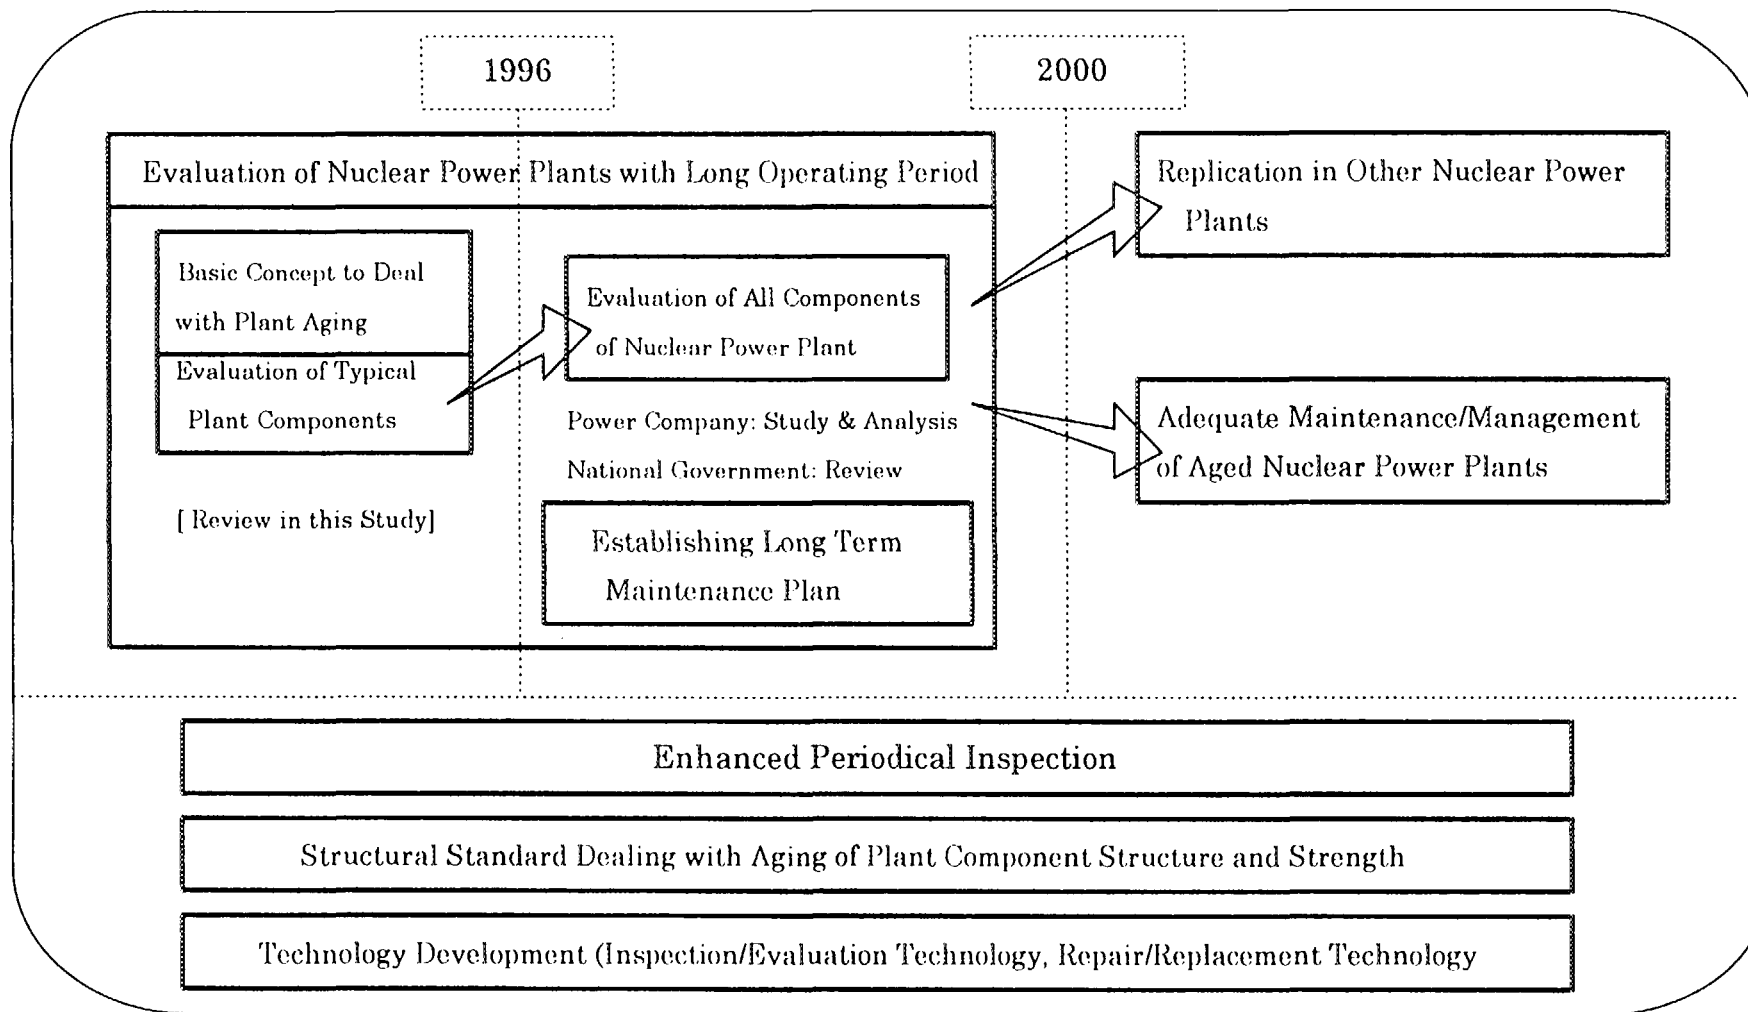 1996
2000
Evaluation of Nuclear Power Plants with Long Operating Period
Basic Concept to Deal
with Plant Aging
Evaluation of Typical
Plant Components
[ Review in this Study]
Evaluation of All Components
of Nuclear Power Plant
Power Company: Study & Analysis
National Government: Review
Establishing Long Term
Maintenance Plan
Replication in Other Nuclear Power
Plants
Adequate Maintenance/Management
of Aged Nuclear Power Plants
Enhanced Periodical Inspection
Structural Standard Dealing with Aging of Plant Component Structure and Strength
Technology Development (Inspection/Evaluation Technology, Repair/Replacement Technology